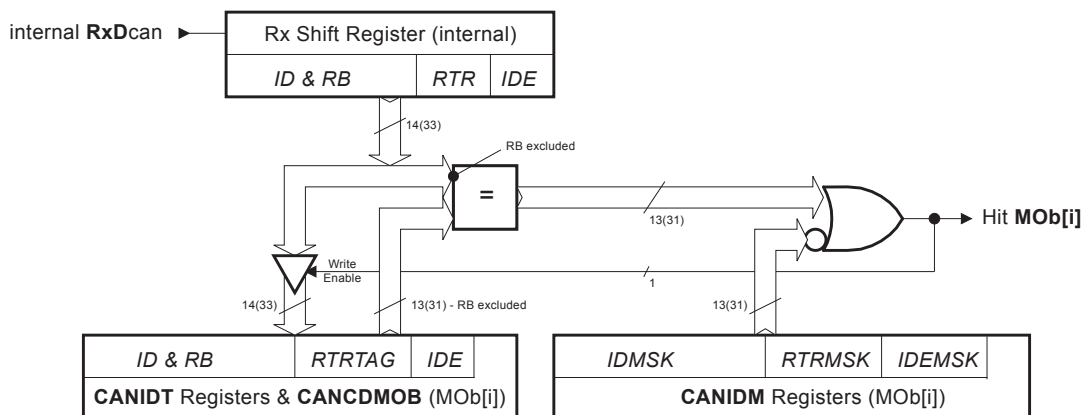 internal RxDcan
Rx Shift Register (internal)
ID & RB RTR IDE
14(33)
RB excluded
=
13(31)
Hit MOb[i]
Write
Enable
1
14(33)
13(31) - RB excluded
13(31)
ID & RB RTRTAG IDE
CANIDT Registers & CANCDMOB (MOb[i])
IDMSK RTRMSK IDEMSK
CANIDM Registers (MOb[i])